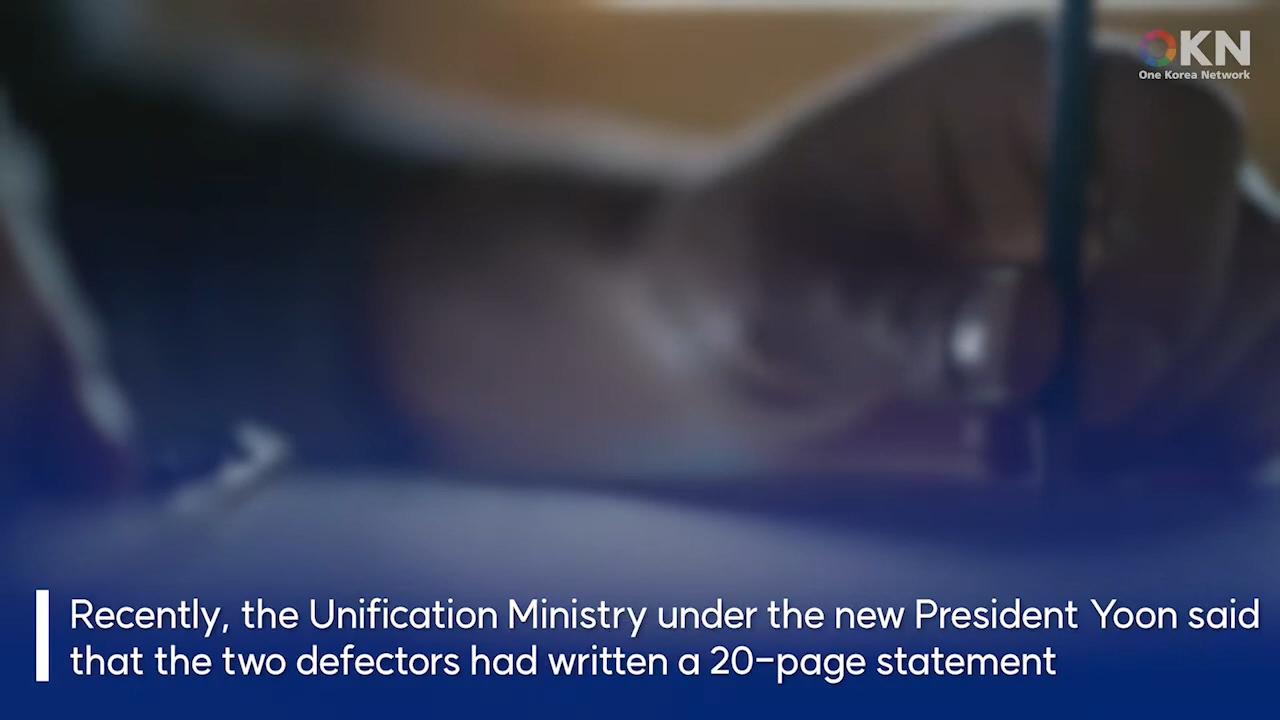 OKN
One Korea Network
Recently, the Unification Ministry under the new President Yoon said
that the two defectors had written a 20-page statement